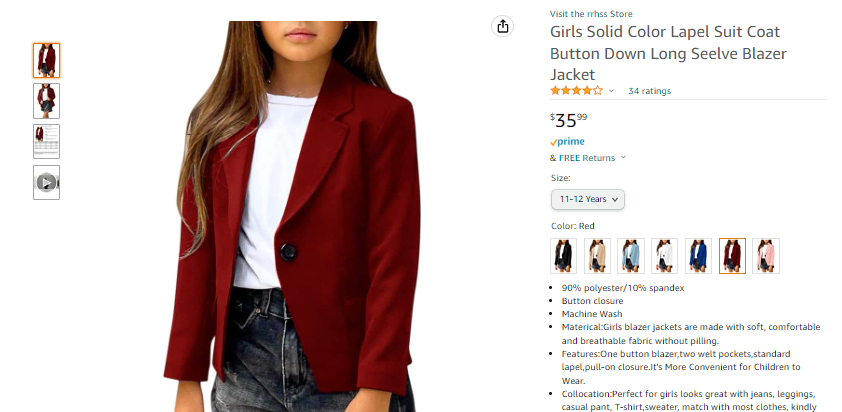 Visit the rrhss Store
Girls Solid Color Lapel Suit Coat
Button Down Long Seelve Blazer
Jacket
34 ratings
$3599
prime
& FREE Returns
Size:
11-12 Years
Color: Red
90% polyester/10% spandex
Button closure
Machine Wash
Materical:Girls blazer jackets are made with soft, comfortable
and breathable fabric without pilling.
Features:One button blazer,two welt pockets,standard
lapel,pull-on closure.It's More Convenient for Children to
Wear.
Collocation:Perfect for girls looks great with jeans, leggings,
casual pant, T-shirt,sweater, match with most clothes, kindly